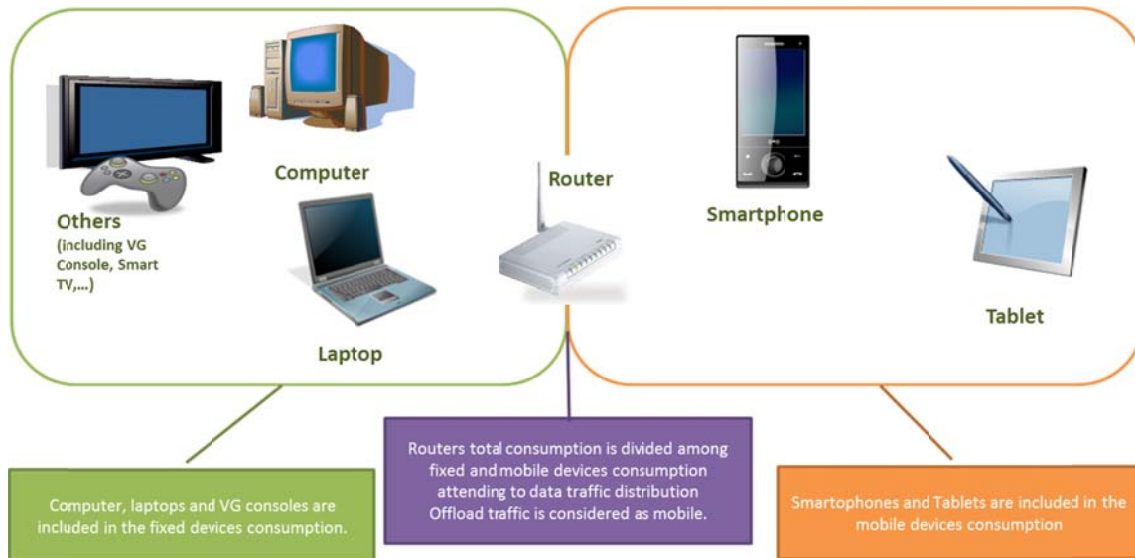 Computer
Router
Others
(including VG
Console, Smart
TV,...)
Laptop
Smartphone
Tablet
Computer, laptops and VG consoles are
included in the fixed devices consumption.
Routers total consumption is divided among
fixed and mobile devices consumption
attending to data traffic distribution
Offload traffic is considered as mobile.
Smartophones and Tablets are included in the
mobile devices consumption